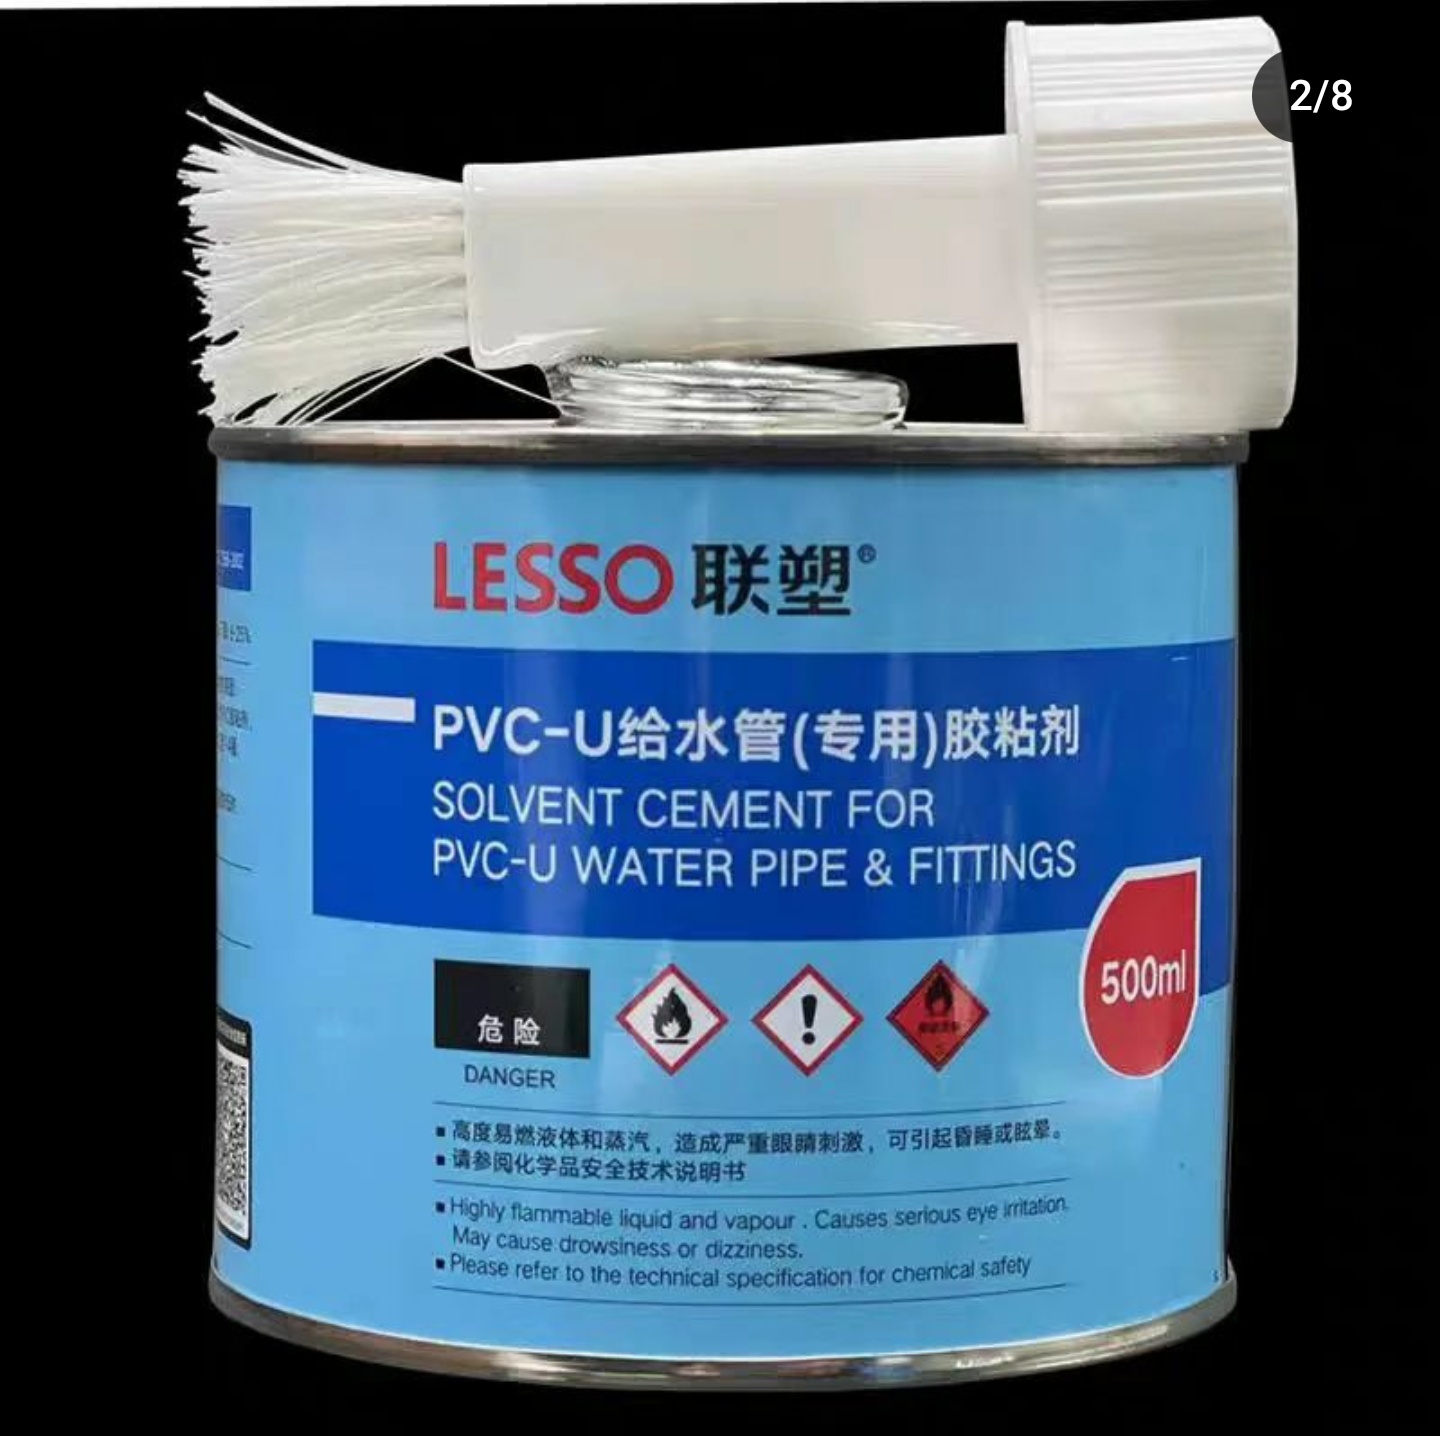 2/8
LESSO 联塑®
PVC-U给水管(专用)胶粘剂
SOLVENT CEMENT FOR
PVC-U WATER PIPE & FITTINGS
500ml
危险
DANGER
▪ 高度易燃液体和蒸汽，造成严重眼睛刺激，可引起昏睡或眩晕。
▪ 请参阅化学品安全技术说明书
▪ Highly flammable liquid and vapour . Causes serious eye irritation.
May cause drowsiness or dizziness.
▪ Please refer to the technical specification for chemical safety